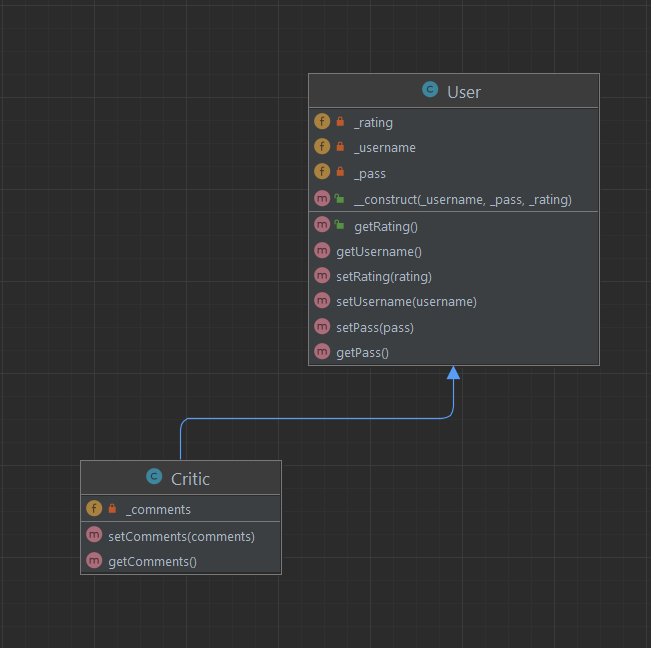 User
_rating
_username
_pass
__construct(_username, _pass, _rating)
getRating()
getUsername()
setRating(rating)
setUsername(username)
setPass(pass)
getPass()
Critic
_comments
setComments(comments)
getComments()